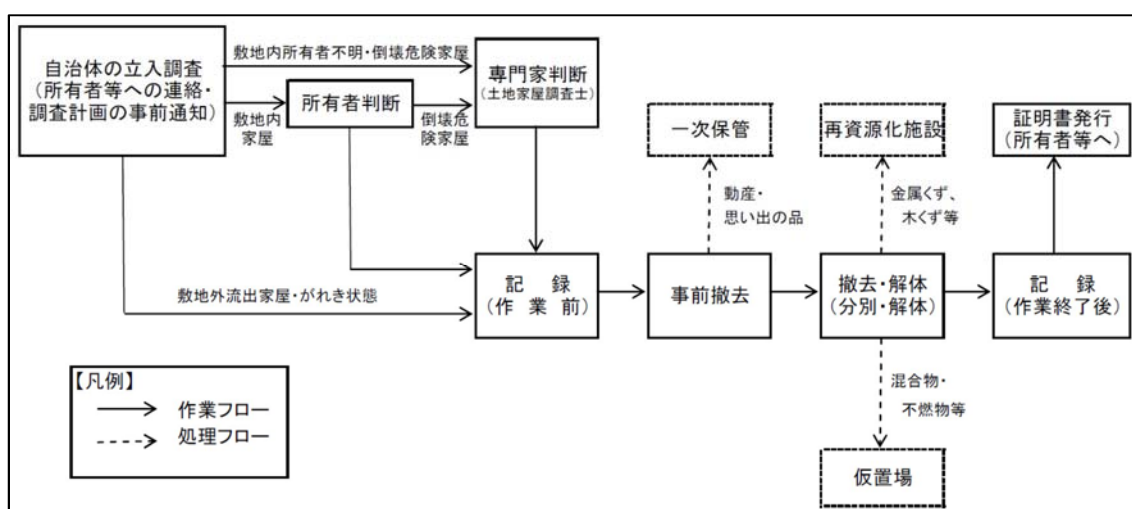 自治体の立入調査
(所有者等への連絡・
調査計画の事前通知)
敷地内所有者不明・倒壊危険家屋
敷地内
家屋
所有者判断
倒壊危
険家屋
専門家判断
(土地家屋調査士)
敷地外流出家屋・がれき状態
記 録
(作 業 前)
事前撤去
動産・
思い出の品
一次保管
撤去・解体
(分別・解体)
金属くず、
木くず等
再資源化施設
混合物・
不燃物等
仮置場
記 録
(作業終了後)
証明書発行
(所有者等へ)
【凡例】
作業フロー
処理フロー